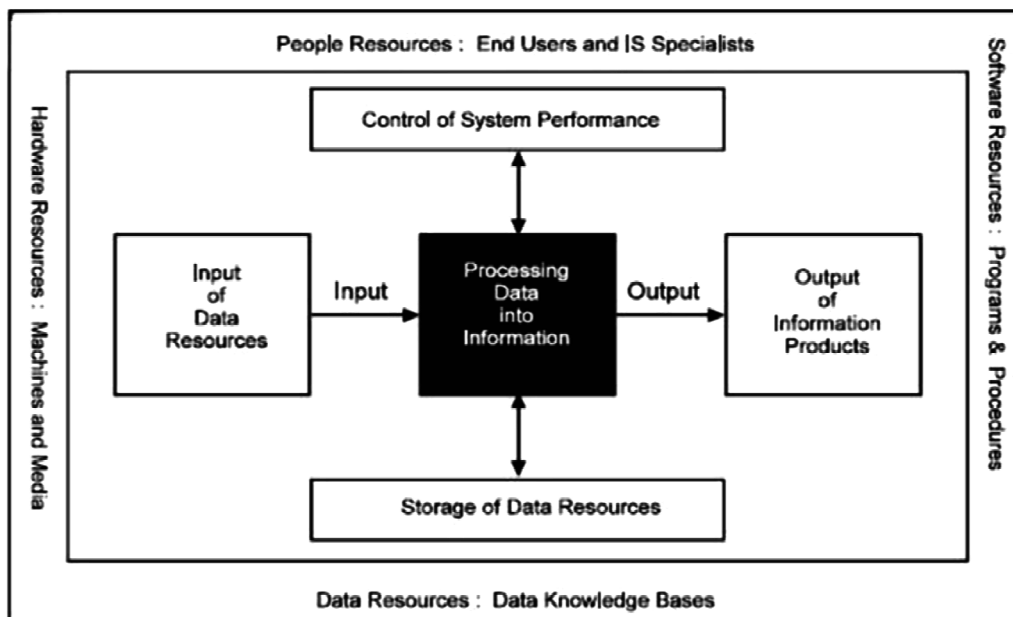 People Resources : End Users and IS Specialists
Software Resources : Programs & Procedures
Hardware Resources : Machines and Media
Control of System Performance
Input
of
Data
Resources
Input
Processing
Data
into
Information
Output
Output
of
Information
Products
Storage of Data Resources
Data Resources : Data Knowledge Bases